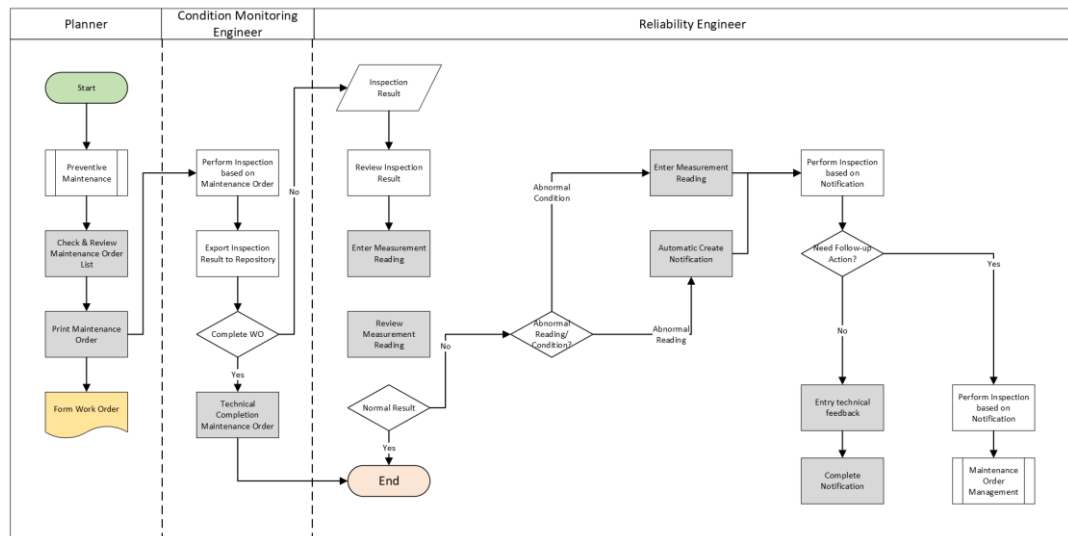 Planner
Condition Monitoring
Engineer
Reliability Engineer
Start
Preventive
Maintenance
Check & Review
Maintenance Order
List
Print Maintenance
Order
Form Work Order
Perform Inspection
based on
Maintenance Order
Export Inspection
Result to Repository
Complete WO
No
Yes
Technical
Completion
Maintenance Order
Inspection
Result
Review Inspection
Result
Enter Measurement
Reading
Review
Measurement
Reading
Normal Result
Yes
End
No
Abnormal
Reading/
Condition?
Abnormal
Condition
Abnormal
Reading
Enter Measurement
Reading
Automatic Create
Notification
Perform Inspection
based on
Notification
Need Follow-up
Action?
No
Yes
Entry technical
feedback
Complete
Notification
Perform Inspection
based on
Notification
Maintenance
Order
Management